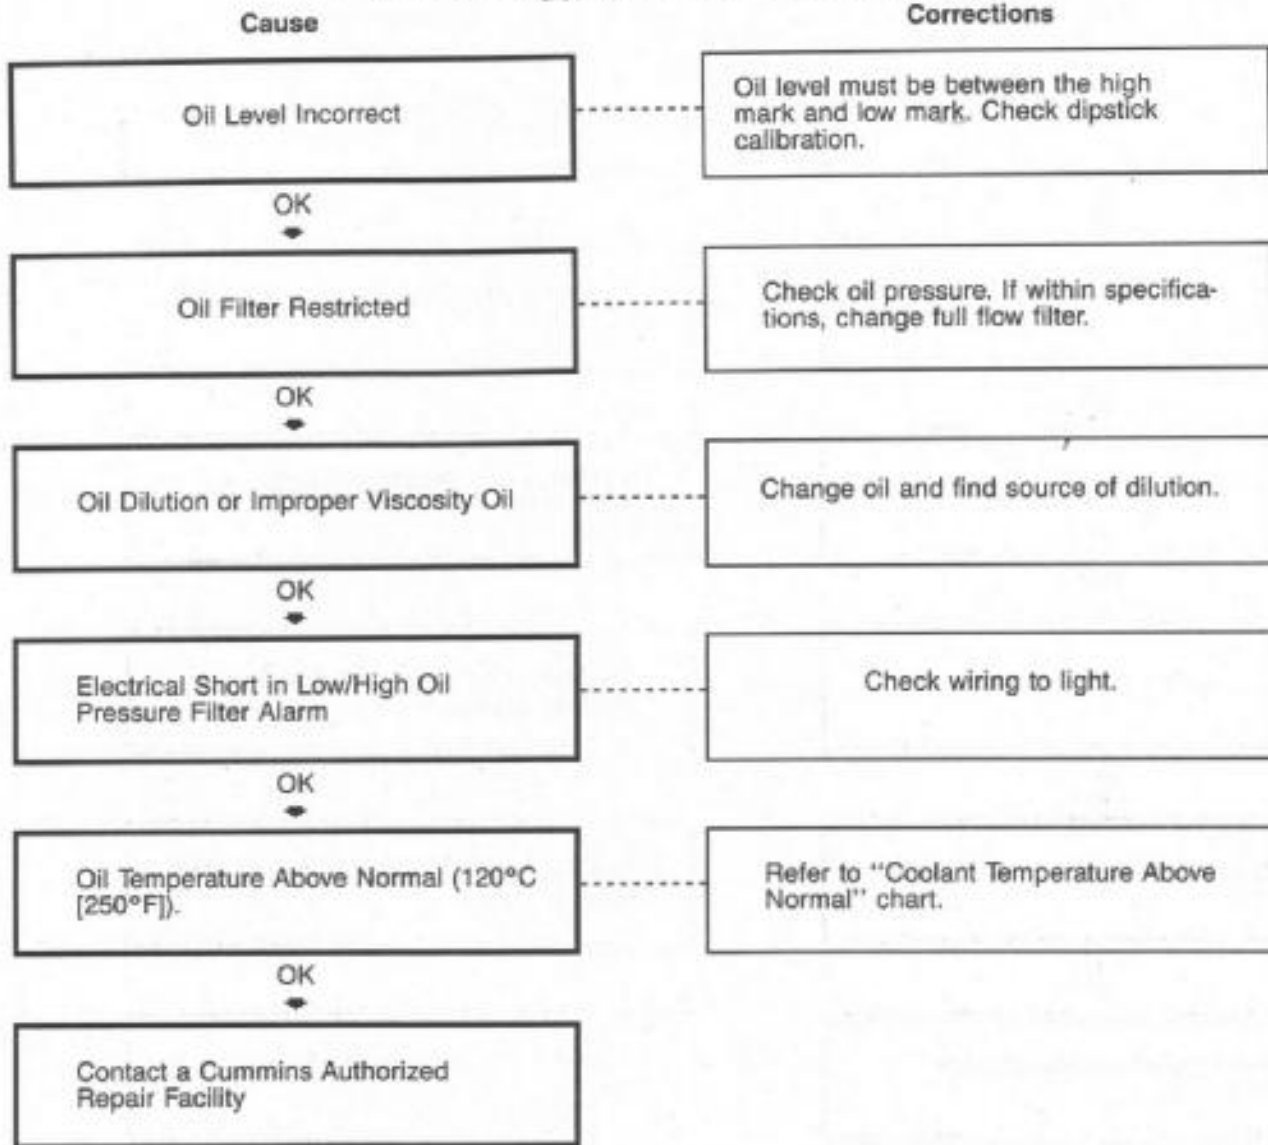 Cause
Corrections
Oil Level Incorrect
Oil level must be between the high
mark and low mark. Check dipstick
calibration.
OK
Oil Filter Restricted
Check oil pressure. If within specifica-
tions, change full flow filter.
OK
Oil Dilution or Improper Viscosity Oil
Change oil and find source of dilution.
OK
Electrical Short in Low/High Oil
Pressure Filter Alarm
Check wiring to light.
OK
Oil Temperature Above Normal (120°C
[250°F]).
Refer to "Coolant Temperature Above
Normal" chart.
OK
Contact a Cummins Authorized
Repair Facility